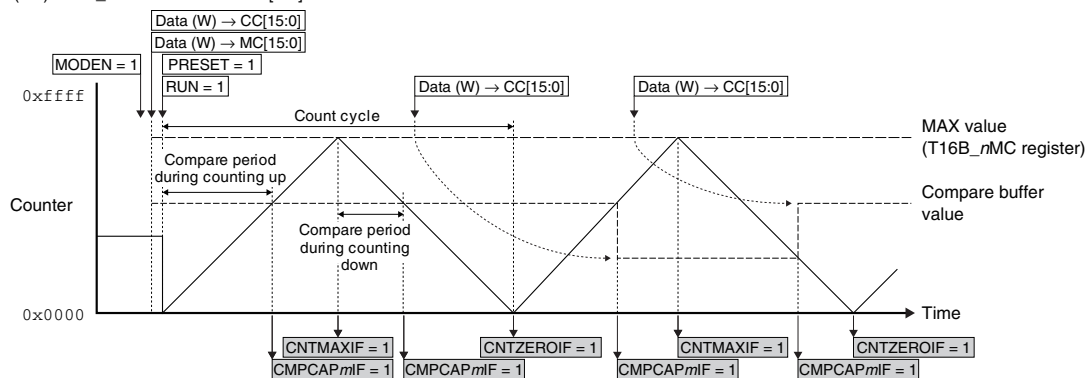 Data (W) → CC[15:0]
Data (W) → MC[15:0]
MODEN = 1
PRESET = 1
RUN = 1
Data (W) → CC[15:0]
Data (W) → CC[15:0]
0xffff
Count cycle
MAX value
(T16B_nMC register)
Compare period
during counting up
Counter
Compare buffer
value
Compare period
during counting
down
0x0000
Time
CNTMAXIF = 1
CNTZEROIF = 1
CNTMAXIF = 1
CNTZEROIF = 1
CMPCAPmIF = 1
CMPCAPmIF = 1
CMPCAPmIF = 1
CMPCAPmIF = 1